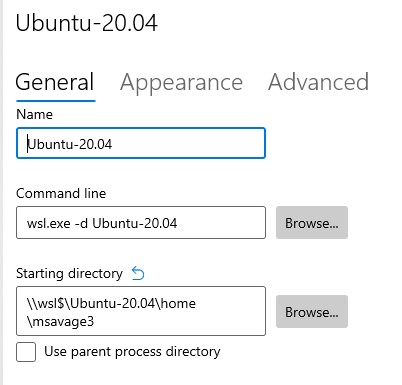 Ubuntu-20.04
General Appearance Advanced
Name
Ubuntu-20.04
Command line
wsl.exe -d Ubuntu-20.04 Browse...
Starting directory
\\wsl$\Ubuntu-20.04\home
\msavage3
Browse...
Use parent process directory